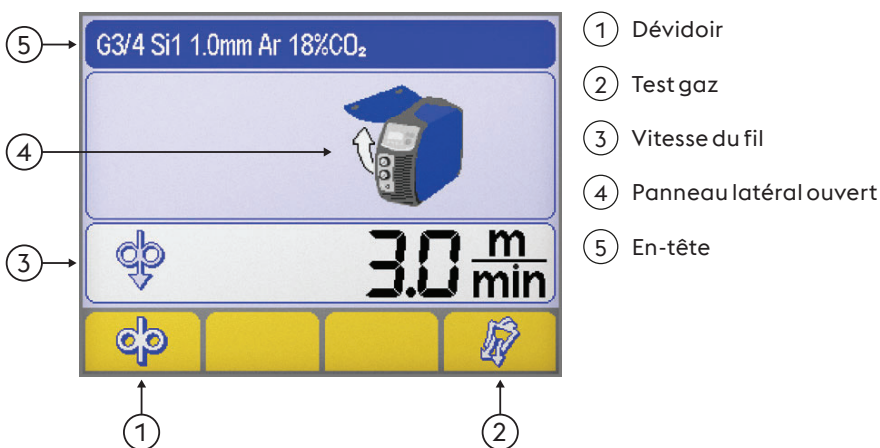 5
G3/4 Si1 1.0mm Ar 18%CO₂
4
3
3.0 m/min
1
2
1 Dévidoir
2 Test gaz
3 Vitesse du fil
4 Panneau latéral ouvert
5 En-tête